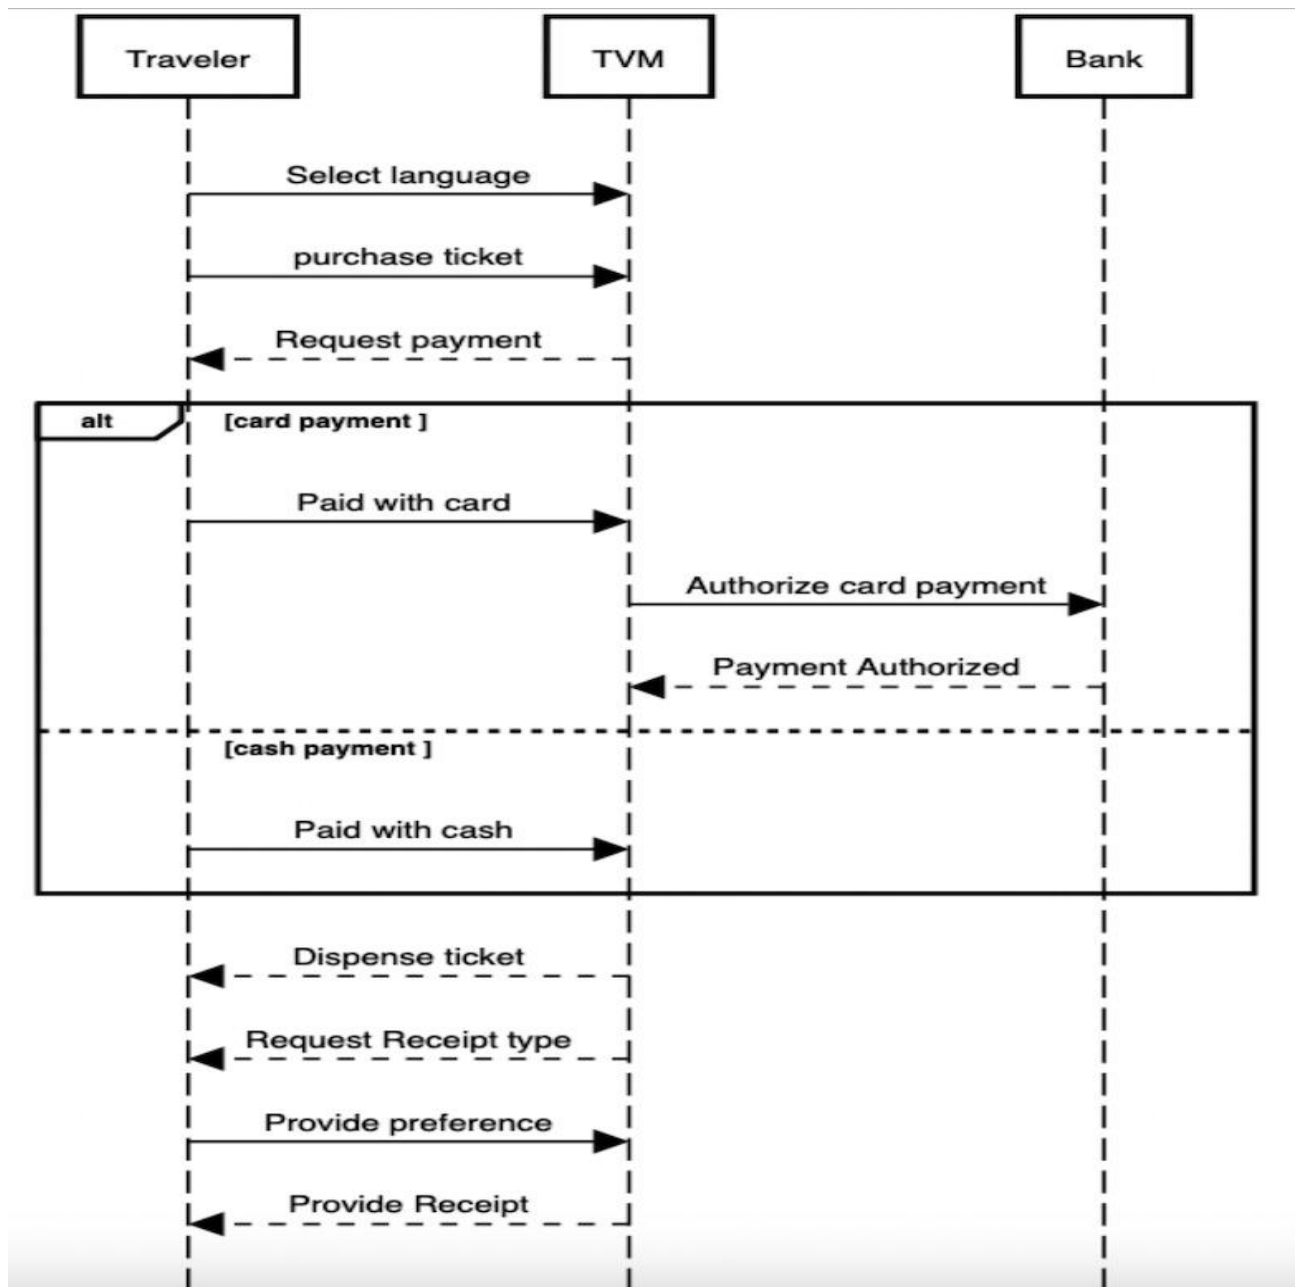 Traveler
TVM
Bank
Select language
purchase ticket
Request payment
alt
[card payment ]
Paid with card
Authorize card payment
Payment Authorized
[cash payment ]
Paid with cash
Dispense ticket
Request Receipt type
Provide preference
Provide Receipt